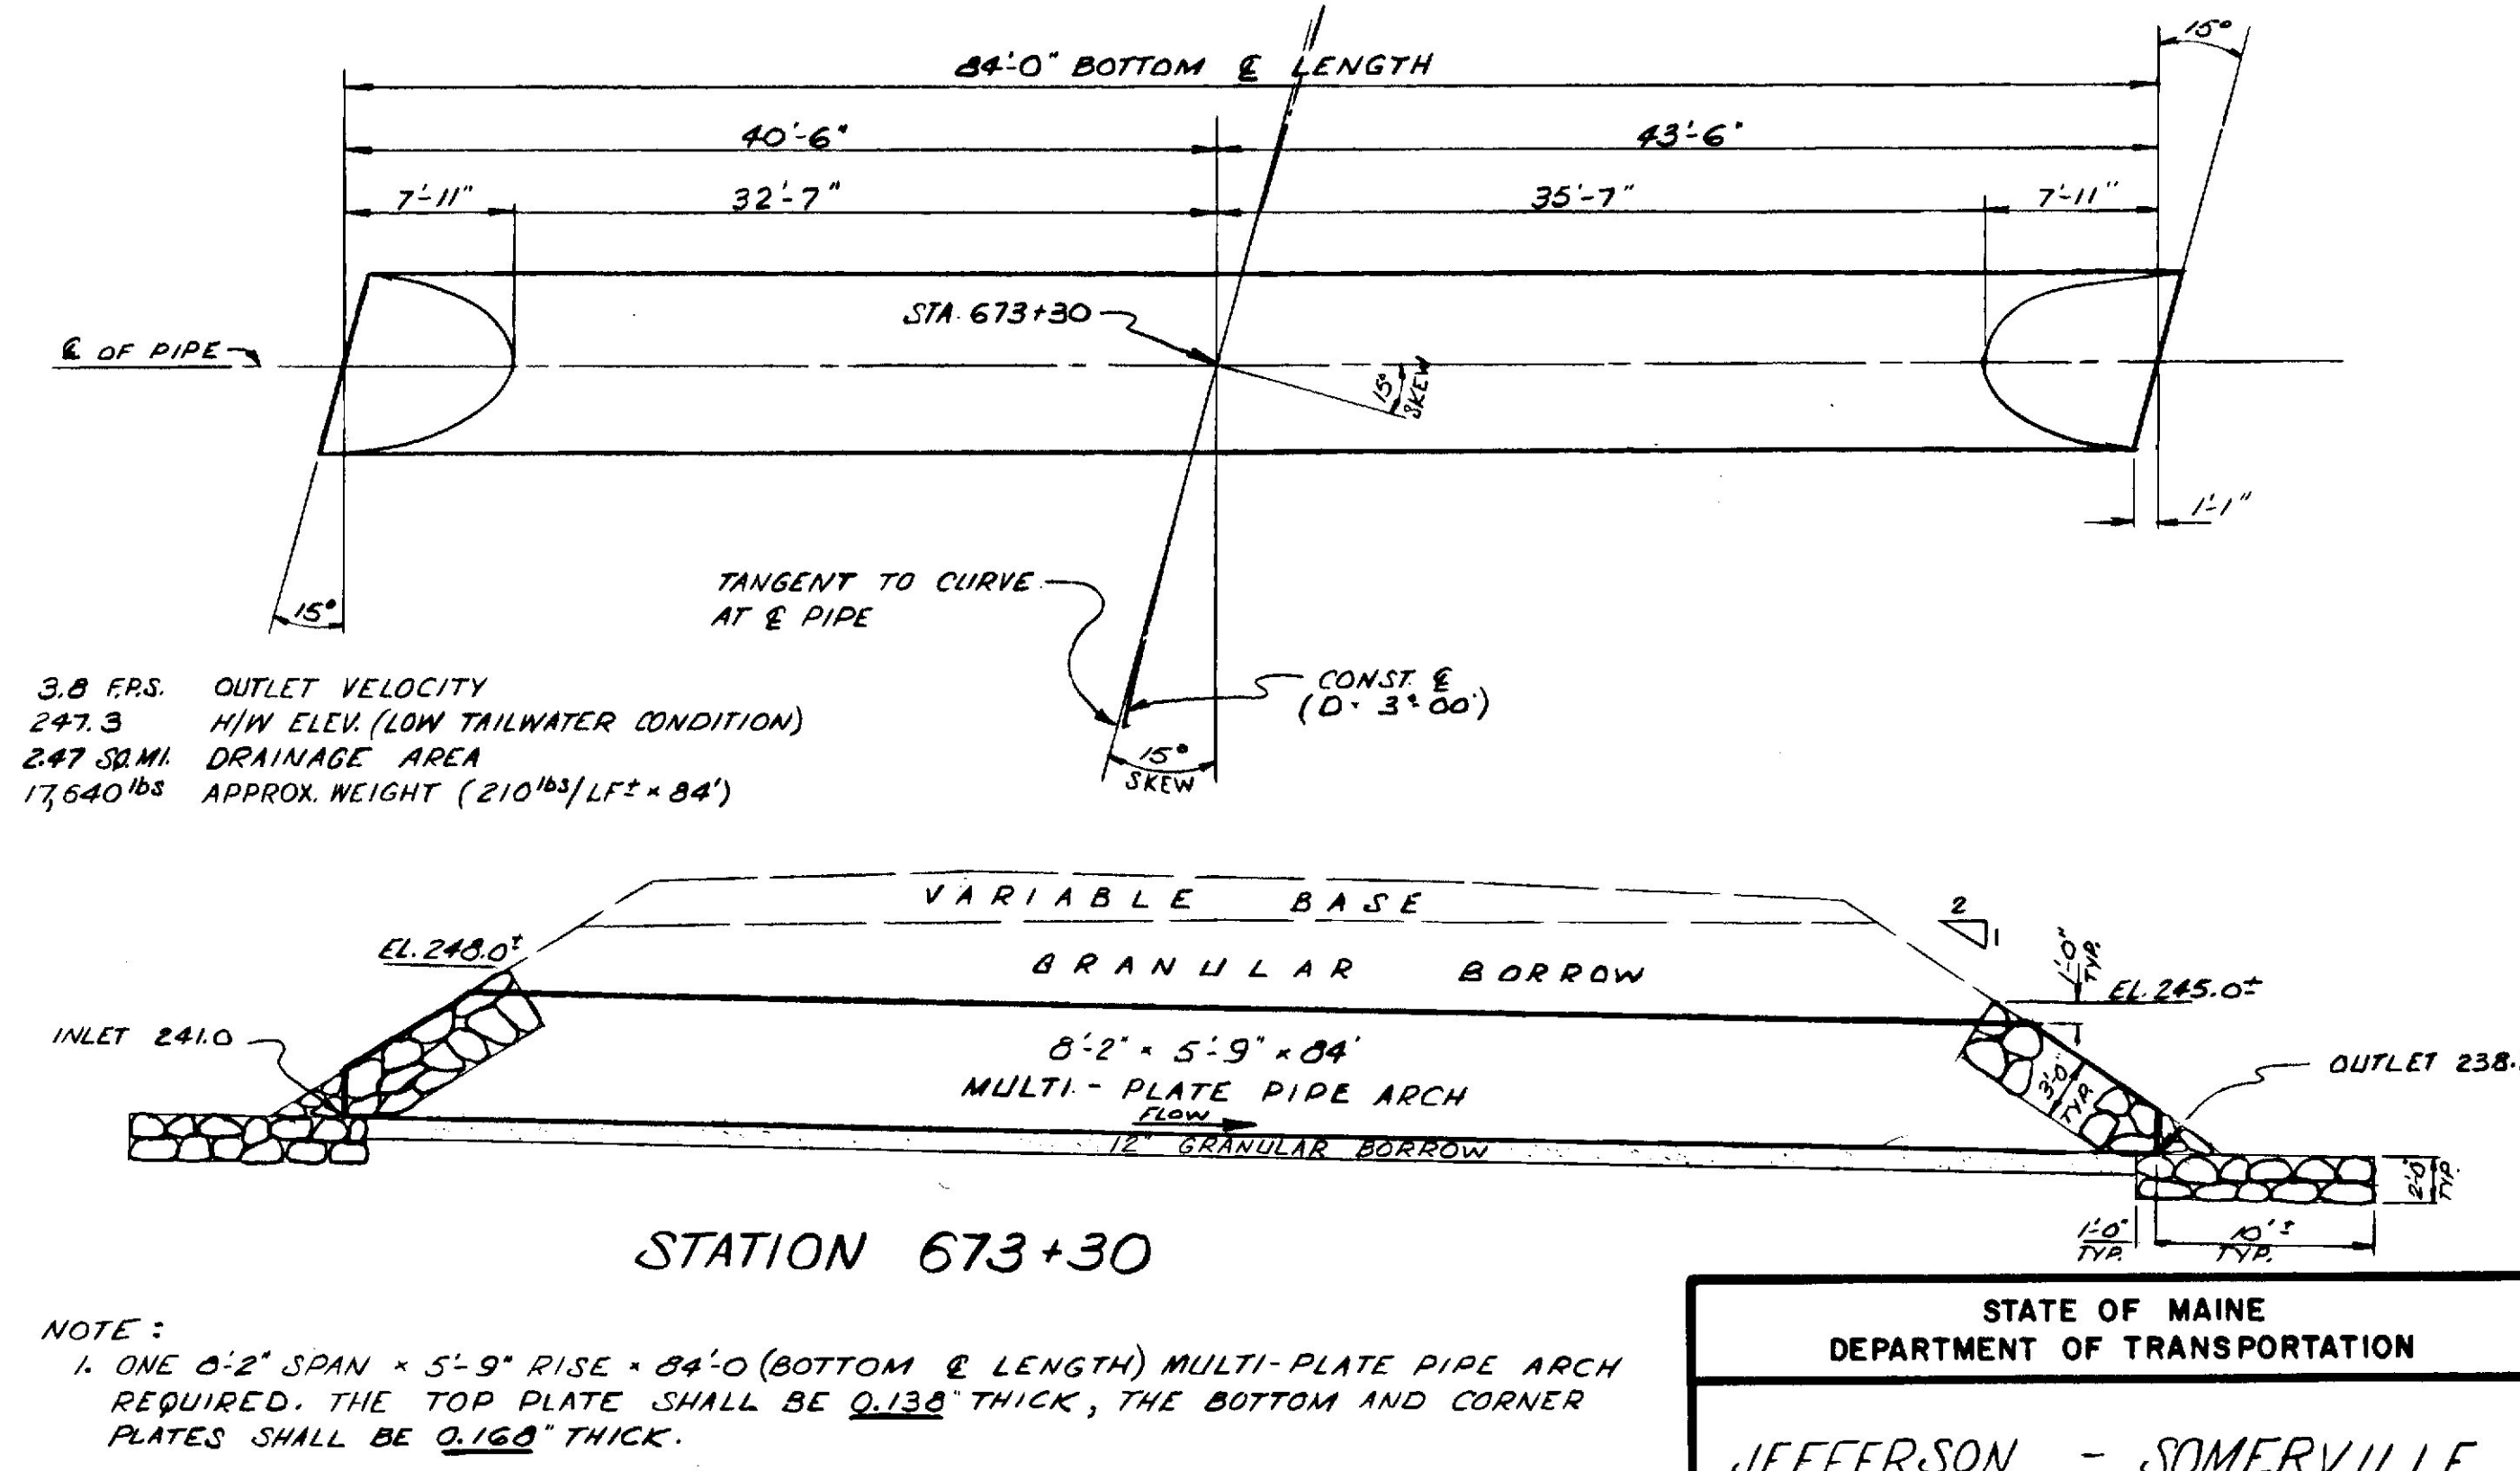 15°
84'-0" BOTTOM ℄ LENGTH
40'-6" 43'-6"
7'-11" 32'-7" 35'-7" 7'-11"
STA. 673+30
℄ OF PIPE
15°
SKEW
1'-1"
TANGENT TO CURVE
AT ℄ PIPE
15°
CONST. ℄
(D= 3° 00')
15°
SKEW
3.8 F.P.S. OUTLET VELOCITY
247.3 H/W ELEV. (LOW TAILWATER CONDITION)
2.47 SQ.MI. DRAINAGE AREA
17,640 lbs APPROX. WEIGHT (210 lbs/LF± × 84')
VARIABLE BASE
2
1
EL. 248.0±
GRANULAR BORROW
1'-0"
TYP.
EL. 245.0±
INLET 241.0
8'-2" × 5'-9" × 84'
MULTI-PLATE PIPE ARCH
FLOW
OUTLET 238.
3'-0"
TYP.
12" GRANULAR BORROW
2'-0"
TYP.
1'-0"
TYP.
10'±
TYP.
STATION 673+30
STATE OF MAINE
DEPARTMENT OF TRANSPORTATION
NOTE:
1. ONE 8'-2" SPAN × 5'-9" RISE × 84'-0 (BOTTOM ℄ LENGTH) MULTI-PLATE PIPE ARCH
REQUIRED. THE TOP PLATE SHALL BE 0.138" THICK, THE BOTTOM AND CORNER
PLATES SHALL BE 0.168" THICK.
JEFFERSON - SOMERVILLE